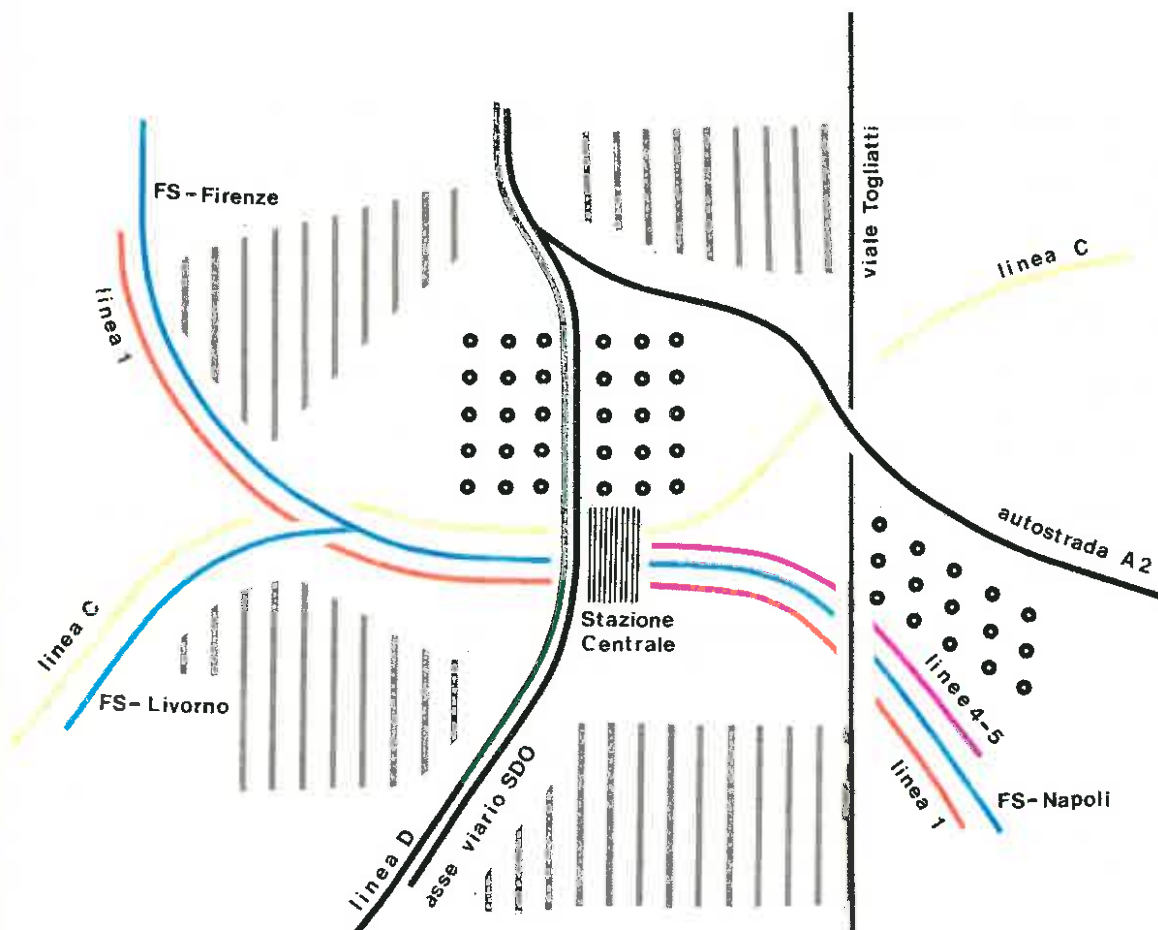 FS-Firenze
viale Togliatti
linea C
linea 1
autostrada A2
Stazione
Centrale
linea C
FS-Livorno
linee 4-5
asse viario SDO
FS-Napoli
linea 1
linea D